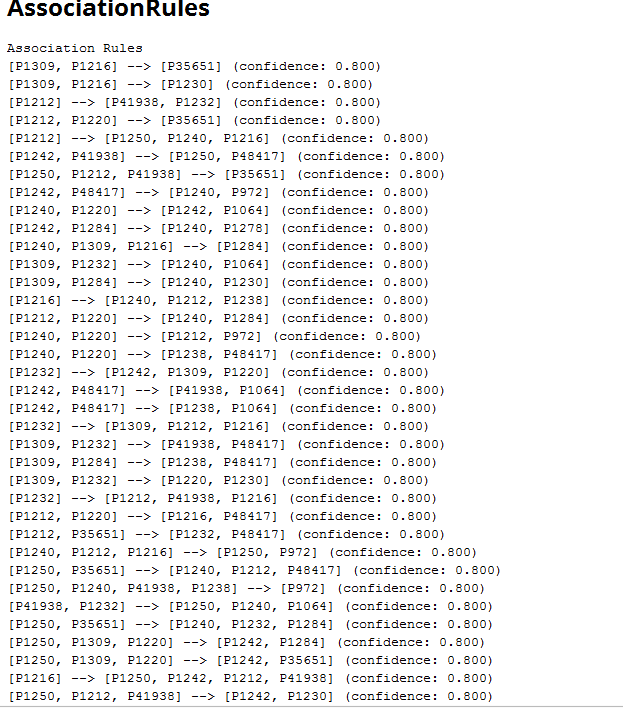 AssociationRules
Association Rules
[P1309, P1216] --> [P35651] (confidence: 0.800)
[P1309, P1216] --> [P1230] (confidence: 0.800)
[P1212] --> [P41938, P1232] (confidence: 0.800)
[P1212, P1220] --> [P35651] (confidence: 0.800)
[P1212] --> [P1250, P1240, P1216] (confidence: 0.800)
[P1242, P41938] --> [P1250, P48417] (confidence: 0.800)
[P1250, P1212, P41938] --> [P35651] (confidence: 0.800)
[P1242, P48417] --> [P1240, P972] (confidence: 0.800)
[P1240, P1220] --> [P1242, P1064] (confidence: 0.800)
[P1242, P1284] --> [P1240, P1278] (confidence: 0.800)
[P1240, P1309, P1216] --> [P1284] (confidence: 0.800)
[P1309, P1232] --> [P1240, P1064] (confidence: 0.800)
[P1309, P1284] --> [P1240, P1230] (confidence: 0.800)
[P1216] --> [P1240, P1212, P1238] (confidence: 0.800)
[P1212, P1220] --> [P1240, P1284] (confidence: 0.800)
[P1240, P1220] --> [P1212, P972] (confidence: 0.800)
[P1240, P1220] --> [P1238, P48417] (confidence: 0.800)
[P1232] --> [P1242, P1309, P1220] (confidence: 0.800)
[P1242, P48417] --> [P41938, P1064] (confidence: 0.800)
[P1242, P48417] --> [P1238, P1064] (confidence: 0.800)
[P1232] --> [P1309, P1212, P1216] (confidence: 0.800)
[P1309, P1232] --> [P41938, P48417] (confidence: 0.800)
[P1309, P1284] --> [P1238, P48417] (confidence: 0.800)
[P1309, P1232] --> [P1220, P1230] (confidence: 0.800)
[P1232] --> [P1212, P41938, P1216] (confidence: 0.800)
[P1212, P1220] --> [P1216, P48417] (confidence: 0.800)
[P1212, P35651] --> [P1232, P48417] (confidence: 0.800)
[P1240, P1212, P1216] --> [P1250, P972] (confidence: 0.800)
[P1250, P35651] --> [P1240, P1212, P48417] (confidence: 0.800)
[P1250, P1240, P41938, P1238] --> [P972] (confidence: 0.800)
[P41938, P1232] --> [P1250, P1240, P1064] (confidence: 0.800)
[P1250, P35651] --> [P1240, P1232, P1284] (confidence: 0.800)
[P1250, P1309, P1220] --> [P1242, P1284] (confidence: 0.800)
[P1250, P1309, P1220] --> [P1242, P35651] (confidence: 0.800)
[P1216] --> [P1250, P1242, P1212, P41938] (confidence: 0.800)
[P1250, P1212, P41938] --> [P1242, P1230] (confidence: 0.800)